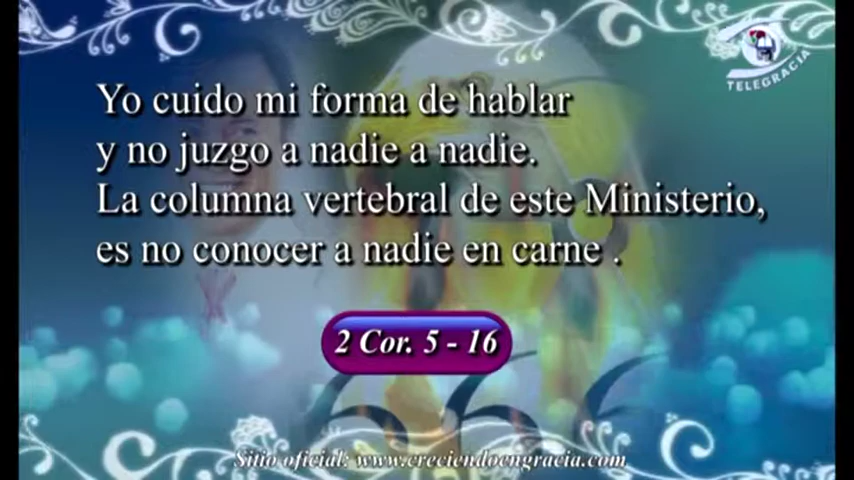 TELEGRACIA
Yo cuido mi forma de hablar
y no juzgo a nadie a nadie.
La columna vertebral de este Ministerio,
es no conocer a nadie en carne .
2 Cor. 5 - 16
666
Sitio oficial: www.creciendoengracia.com